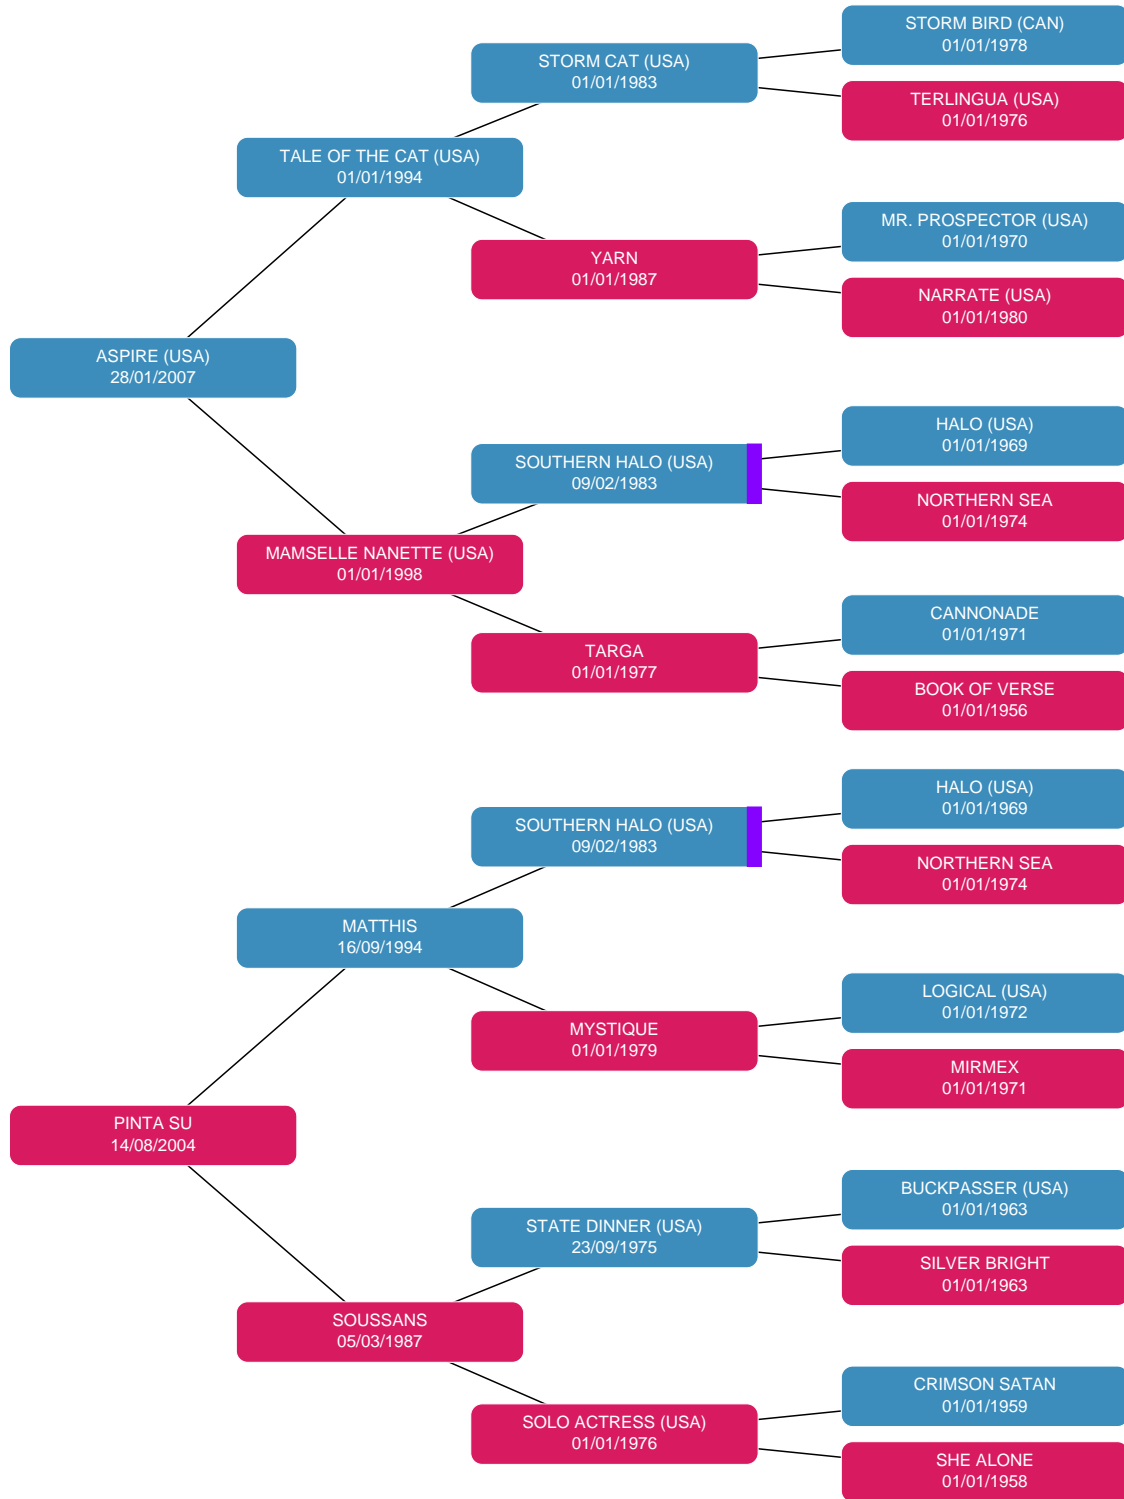 STORM BIRD (CAN)
01/01/1978
STORM CAT (USA)
01/01/1983
TERLINGUA (USA)
01/01/1976
TALE OF THE CAT (USA)
01/01/1994
MR. PROSPECTOR (USA)
01/01/1970
YARN
01/01/1987
NARRATE (USA)
01/01/1980
ASPIRE (USA)
28/01/2007
HALO (USA)
01/01/1969
SOUTHERN HALO (USA)
09/02/1983
NORTHERN SEA
01/01/1974
MAMSELLE NANETTE (USA)
01/01/1998
CANNONADE
01/01/1971
TARGA
01/01/1977
BOOK OF VERSE
01/01/1956
HALO (USA)
01/01/1969
SOUTHERN HALO (USA)
09/02/1983
NORTHERN SEA
01/01/1974
MATTHIS
16/09/1994
LOGICAL (USA)
01/01/1972
MYSTIQUE
01/01/1979
MIRMEX
01/01/1971
PINTA SU
14/08/2004
BUCKPASSER (USA)
01/01/1963
STATE DINNER (USA)
23/09/1975
SILVER BRIGHT
01/01/1963
SOUSSANS
05/03/1987
CRIMSON SATAN
01/01/1959
SOLO ACTRESS (USA)
01/01/1976
SHE ALONE
01/01/1958